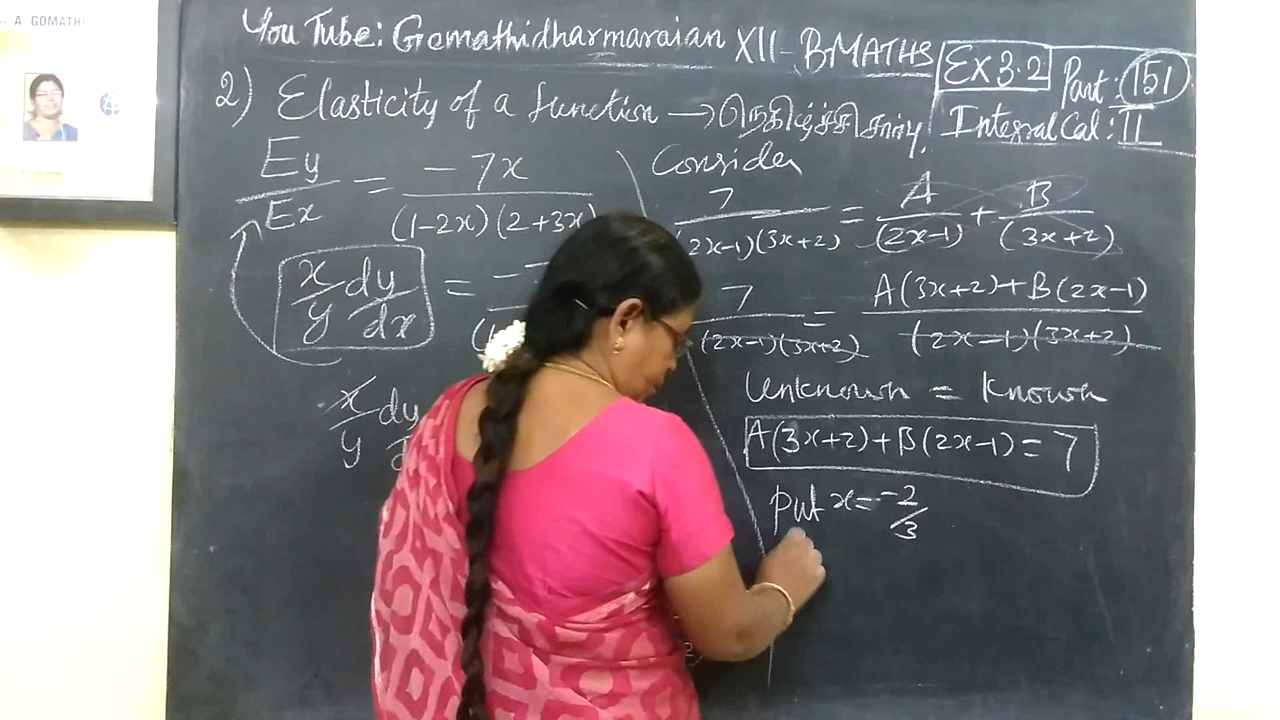 A. GOMATHI
YouTube: Gomathidharmaraian XII - BMATHS
Ex 3.2
Part: 151
Integral Cal: II
2) Elasticity of a function → நெகிழ்ச்சி சார்பு
Ey/Ex = -7x/(1-2x)(2+3x)
x/y dy/dx = -
x/y dy
Consider
7/(2x-1)(3x+2) = A/(2x-1) + B/(3x+2)
7/(2x-1)(3x+2) = A(3x+2)+B(2x-1)/(2x-1)(3x+2)
Unknown = Known
A(3x+2)+B(2x-1)=7
put x=-2/3